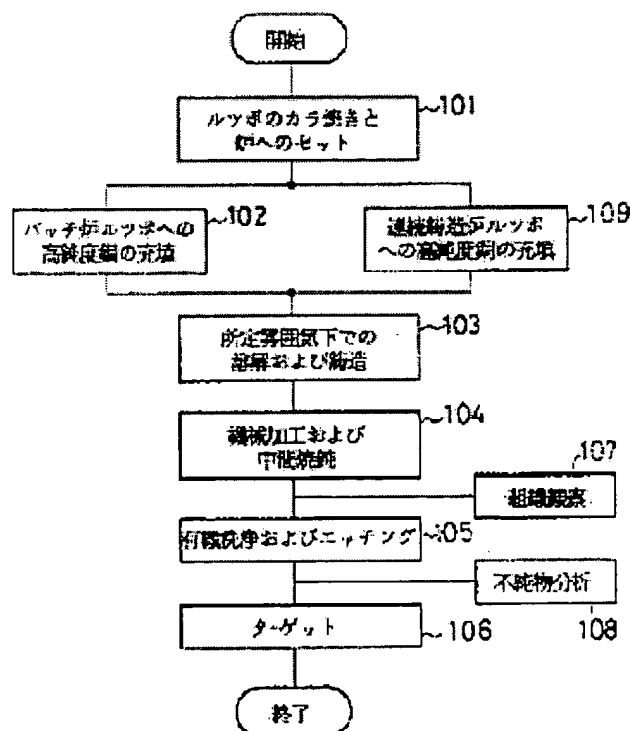 開始
ルツボのカラ焼きと
炉へのセット
101
バッチ炉ルツボへの
高純度銅の充填
102
連続鋳造炉ルツボ
への高純度銅の充填
109
所定雰囲気下での
溶解および鋳造
103
機械加工および
中間焼鈍
104
組織観察
107
有機洗浄およびエッチング
105
不純物分析
108
ターゲット
106
終了